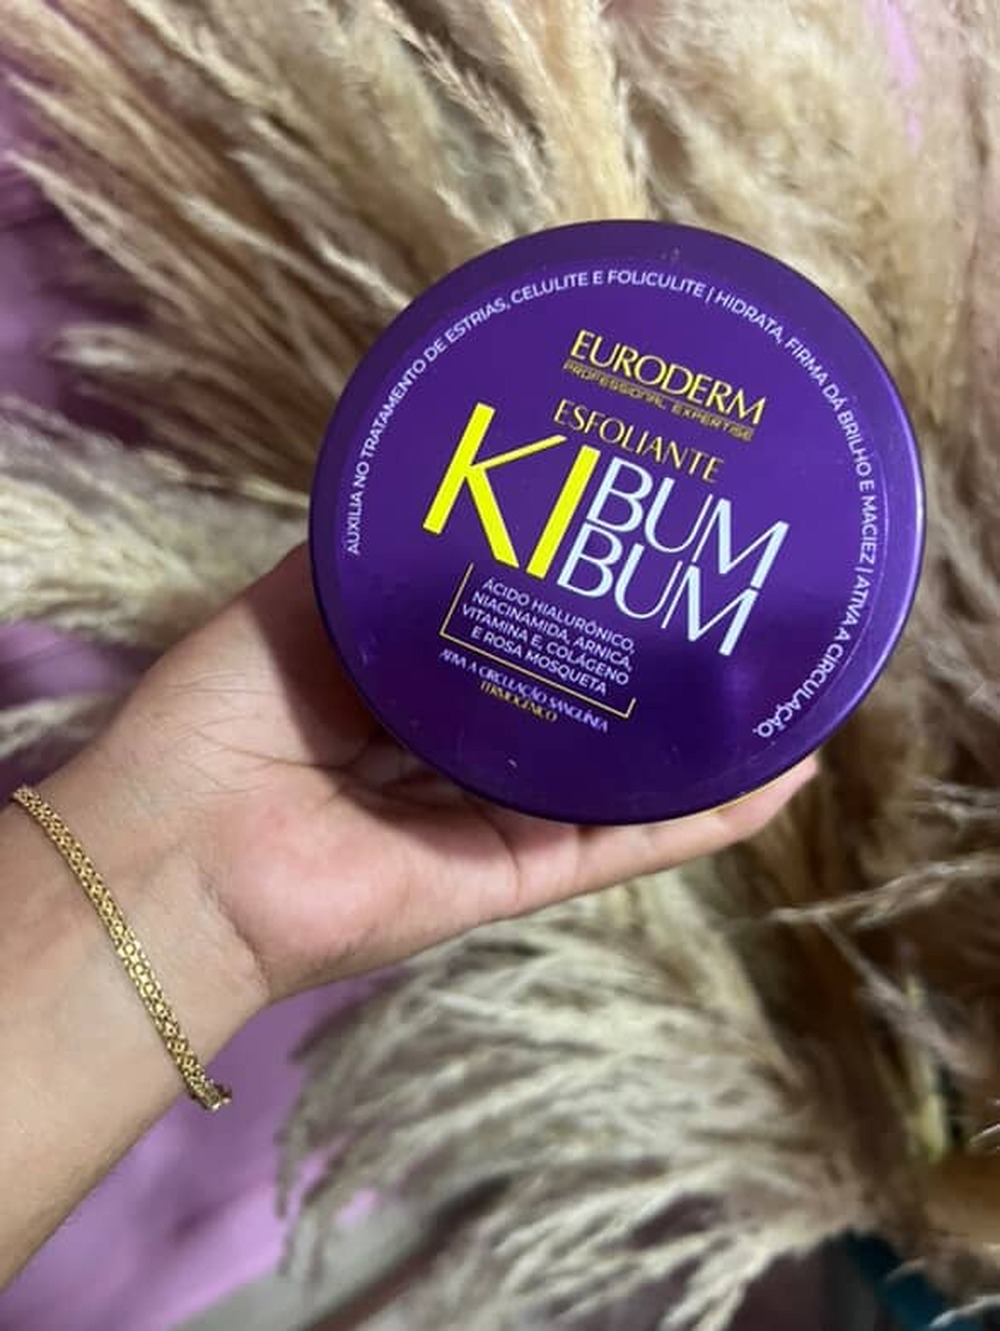 AUXILIA NO TRATAMENTO DE ESTRIAS, CELULITE E FOLICULITE | HIDRATA, FIRMA DÁ BRILHO E MACIEZ | ATIVA A CIRCULAÇÃO.
EURODERM
PROFESSIONAL EXPERTISE
ESFOLIANTE
KI BUM
BUM
ÁCIDO HIALURÔNICO,
NIACINAMIDA, ARNICA,
VITAMINA E, COLÁGENO
E ROSA MOSQUETA
ATIVA A CIRCULAÇÃO SANGUÍNEA
TERMOGÊNICO